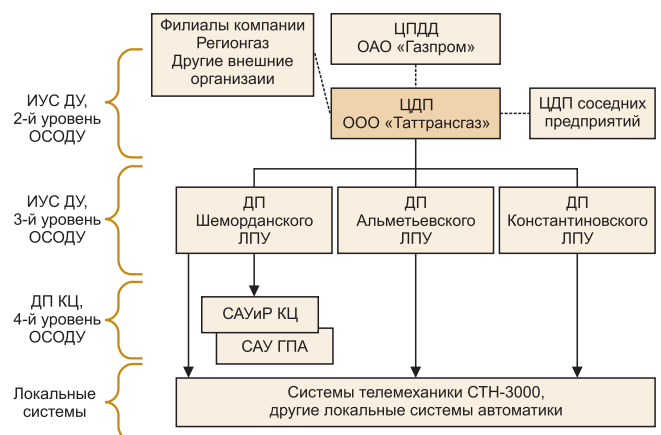 Филиалы компании
Регионгаз
Другие внешние
организаии
ЦПДД
ОАО «Газпром»
ИУС ДУ,
2-й уровень
ОСОДУ
ЦДП
ООО «Таттрансгаз»
ЦДП соседних
предприятий
ИУС ДУ,
3-й уровень
ОСОДУ
ДП
Шеморданского
ЛПУ
ДП
Альметьевского
ЛПУ
ДП
Константиновского
ЛПУ
ДП КЦ,
4-й уровень
ОСОДУ
САУиР КЦ
САУ ГПА
Локальные
системы
Системы телемеханики СТН-3000,
другие локальные системы автоматики